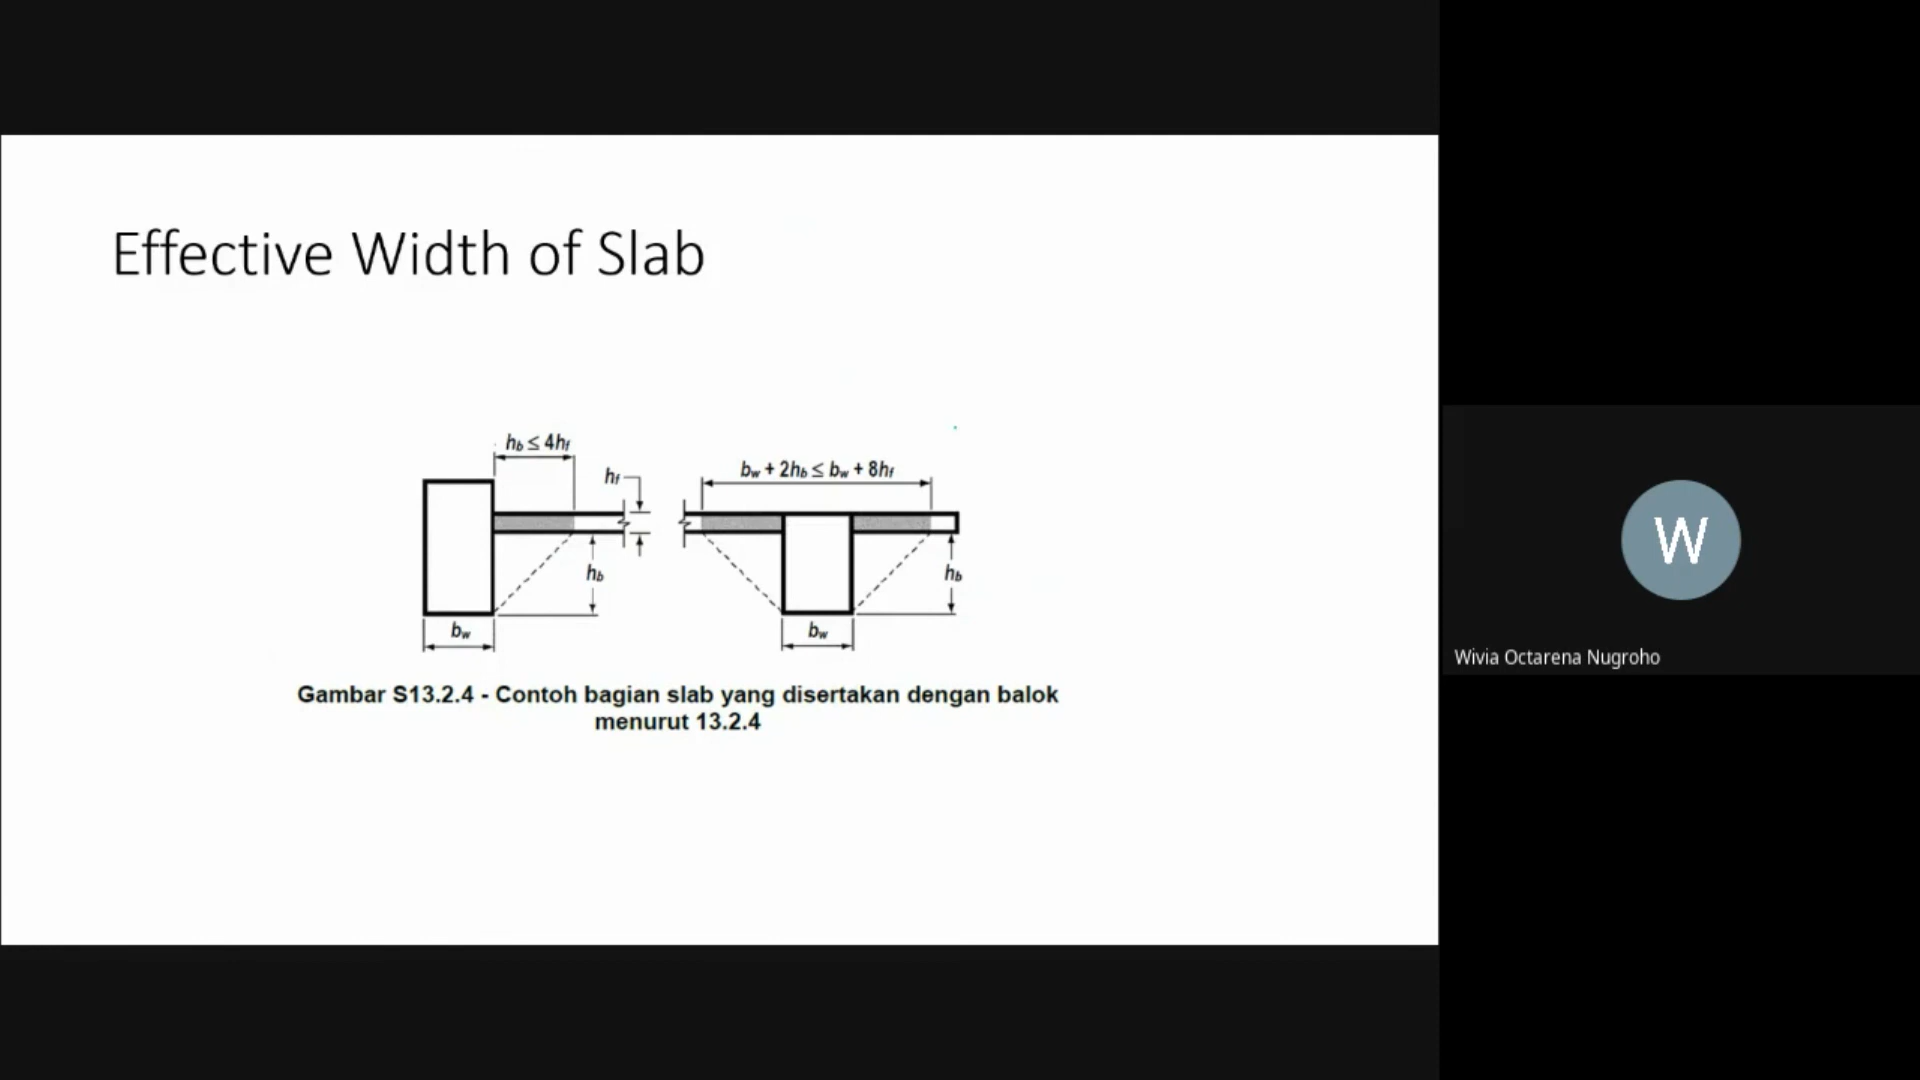 Effective Width of Slab
hb ≤ 4hf
hf
bw + 2hb ≤ bw + 8hf
hb
hb
bw
bw
Gambar S13.2.4 - Contoh bagian slab yang disertakan dengan balok
menurut 13.2.4
W
Wivia Octarena Nugroho